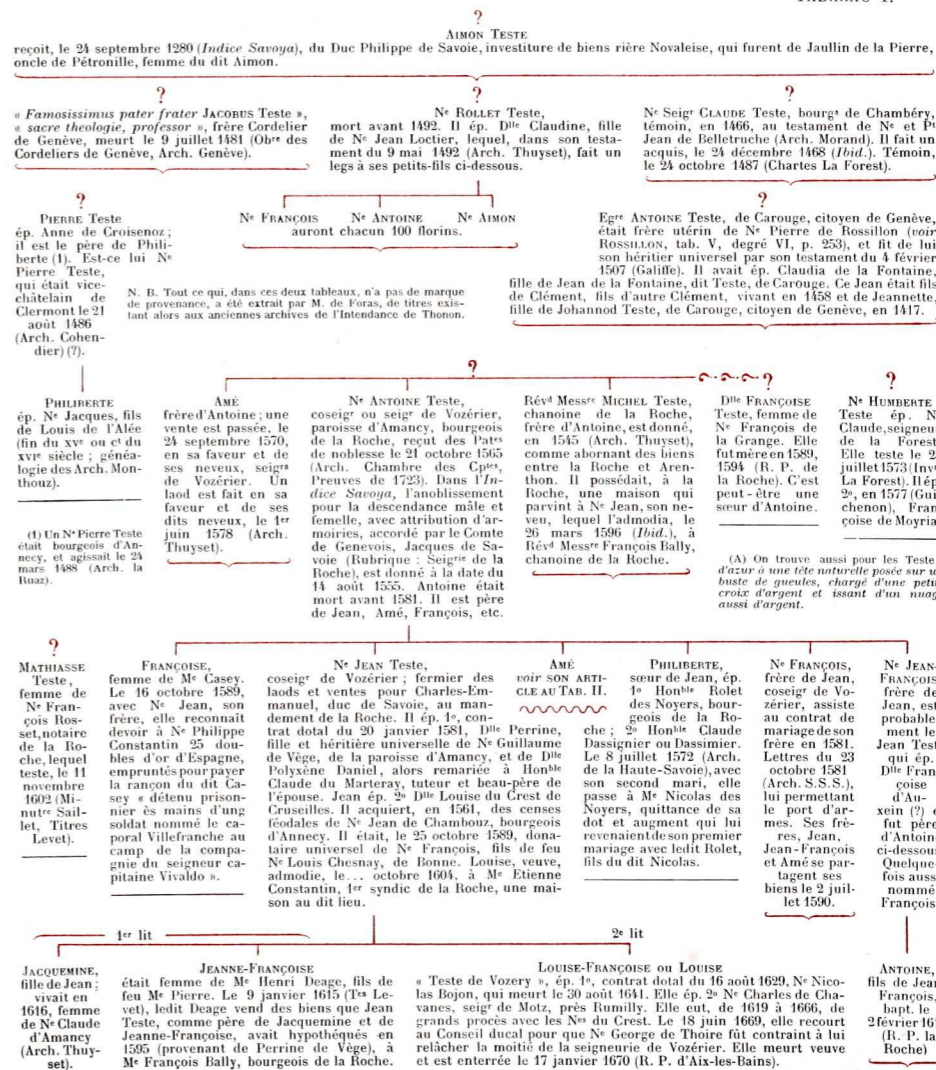 ?
AIMON TESTE
reçoit, le 24 septembre 1280 (Indice Savoya), du Duc Philippe de Savoie, investiture de biens rière Novaleise, qui furent de Jaullin de la Pierre,
oncle de Pétronille, femme du dit Aimon.
?
« Famosissimus pater frater JACOBUS Teste »,
« sacre theologie, professor », frère Cordelier
de Genève, meurt le 9 juillet 1481 (Obre des
Cordeliers de Genève, Arch. Genève).
?
Ne ROLLET Teste,
mort avant 1492. Il ép. Dlle Claudine, fille
de Ne Jean Loctier, lequel, dans son testa-
ment du 9 mai 1492 (Arch. Thuyset), fait un
legs à ses petits-fils ci-dessous.
?
Ne Seigr CLAUDE Teste, bourgs de Chambéry,
témoin, en 1466, au testament de Ne et Pt
Jean de Belletruche (Arch. Morand). Il fait un
acquis, le 24 décembre 1468 (Ibid.). Témoin,
le 24 octobre 1487 (Chartes La Forest).
?
PIERRE Teste
ép. Anne de Croisenoz ;
il est le père de Phili-
berte (1). Est-ce lui Ne
Pierre Teste,
qui était vice-
châtelain de
Clermont le 21
août 1486
(Arch. Cohen-
dier) (?).
Ne FRANÇOIS Ne ANTOINE Ne AIMON
auront chacun 100 florins.
N. B. Tout ce qui, dans ces deux tableaux, n'a pas de marque
de provenance, a été extrait par M. de Foras, de titres exis-
tant alors aux anciennes archives de l'Intendance de Thonon.
?
Egre ANTOINE Teste, de Carouge, citoyen de Genève,
était frère utérin de Ne Pierre de Rossillon (voir
ROSSILLON, tab. V, degré VI, p. 253), et fit de lui
son héritier universel par son testament du 4 février
1507 (Galiffe). Il avait ép. Claudia de la Fontaine,
fille de Jean de la Fontaine, dit Teste, de Carouge. Ce Jean était fils
de Clément, fils d'autre Clément, vivant en 1458 et de Jeannette,
fille de Johannod Teste, de Carouge, citoyen de Genève, en 1417.
?
?
?
PHILIBERTE
ép. Ne Jacques, fils
de Louis de l'Alée
(fin du XVe ou ct du
XVIe siècle ; généa-
logie des Arch. Mon-
thouz).
(1) Un Ne Pierre Teste
était bourgeois d'An-
necy, et agissait le 24
mars 1488 (Arch. la
Ruaz).
AMÉ
frère d'Antoine ; une
vente est passée, le
24 septembre 1570,
en sa faveur et de
ses neveux, seigrs
de Vozérier. Un
laod est fait en sa
faveur et de ses
dits neveux, le 1er
juin 1578 (Arch.
Thuyset).
Ne ANTOINE Teste,
coseigr ou seigr de Vozérier,
paroisse d'Amancy, bourgeois
de la Roche, reçut des Pates
de noblesse le 21 octobre 1565
(Arch. Chambre des Cptes,
Preuves de 1723). Dans l'In-
dice Savoya, l'anoblissement
pour la descendance mâle et
femelle, avec attribution d'ar-
moiries, accordé par le Comte
de Genevois, Jacques de Sa-
voie (Rubrique : Seigrie de la
Roche), est donné à la date du
14 août 1555. Antoine était
mort avant 1581. Il est père
de Jean, Amé, François, etc.
Révd Messre MICHEL Teste,
chanoine de la Roche,
frère d'Antoine, est donné,
en 1545 (Arch. Thuyset),
comme abornant des biens
entre la Roche et Aren-
thon. Il possédait, à la
Roche, une maison qui
parvint à Ne Jean, son ne-
veu, lequel l'admodia, le
26 mars 1596 (Ibid.), à
Révd Messre François Bally,
chanoine de la Roche.
Dlle FRANÇOISE
Teste, femme de
Ne François de
la Grange. Elle
fut mère en 1589,
1594 (R. P. de
la Roche). C'est
peut-être une
sœur d'Antoine.
Ne HUMBERTE
Teste ép. N
Claude, seigneu
de la Forest
Elle teste le 2
juillet 1573 (Inv
La Forest). Il ép
2o, en 1577 (Gui
chenon), Fran
çoise de Moyria
(A) On trouve aussi pour les Teste
d'azur à une tête naturelle posée sur u
buste de gueules, chargé d'une petit
croix d'argent et issant d'un nuag
aussi d'argent.
?
MATHIASSE
Teste,
femme de
Ne Fran-
çois Ros-
set, notaire
de la Ro-
che, lequel
teste, le 11
novembre
1602 (Mi-
nutre Sail-
let, Titres
Levet).
FRANÇOISE,
femme de Me Casey.
Le 16 octobre 1589,
avec Ne Jean, son
frère, elle reconnaît
devoir à Ne Philippe
Constantin 25 dou-
bles d'or d'Espagne,
empruntés pour payer
la rançon du dit Ca-
sey « détenu prison-
nier ès mains d'ung
soldat nommé le ca-
poral Villefranche au
camp de la compa-
gnie du seigneur ca-
pitaine Vivaldo ».
Ne JEAN Teste,
coseigr de Vozérier ; fermier des
laods et ventes pour Charles-Em-
manuel, duc de Savoie, au man-
dement de la Roche. Il ép. 1o, con-
trat dotal du 20 janvier 1581, Dlle Perrine,
fille et héritière universelle de Ne Guillaume
de Vège, de la paroisse d'Amancy, et de Dlle
Polyxène Daniel, alors remariée à Honble
Claude du Marteray, tuteur et beau-père de
l'épouse. Jean ép. 2o Dlle Louise du Crest de
Cruseilles. Il acquiert, en 1561, des censes
féodales de Ne Jean de Chambouz, bourgeois
d'Annecy. Il était, le 25 octobre 1589, dona-
taire universel de Ne François, fils de feu
Ne Louis Chesnay, de Bonne. Louise, veuve,
admodie, le... octobre 1604, à Me Etienne
Constantin, 1er syndic de la Roche, une mai-
son au dit lieu.
AMÉ
voir SON ARTI-
CLE AU TAB. II.
PHILIBERTE,
sœur de Jean, ép.
1o Honble Rolet
des Noyers, bour-
geois de la Ro-
che ; 2o Honble Claude
Dassignier ou Dassimier.
Le 8 juillet 1572 (Arch.
de la Haute-Savoie), avec
son second mari, elle
passe à Me Nicolas des
Noyers, quittance de sa
dot et augment qui lui
revenaient de son premier
mariage avec ledit Rolet,
fils du dit Nicolas.
Ne FRANÇOIS,
frère de Jean,
coseigr de Vo-
zérier, assiste
au contrat de
mariage de son
frère en 1581.
Lettres du 23
octobre 1581
(Arch. S.S.S.),
lui permettant
le port d'ar-
mes. Ses frè-
res, Jean,
Jean-François
et Amé se par-
tagent ses
biens le 2 juil-
let 1590.
Ne JEAN-
FRANÇOIS
frère de
Jean, est
probable
ment le
Jean Test
qui ép.
Dlle Fran
çoise
d'Au-
xein (?) e
fut père
d'Antoin
ci-dessou
Quelque-
fois auss
nommé
François
1er lit
2e lit
JACQUEMINE,
fille de Jean ;
vivait en
1616, femme
de Ne Claude
d'Amancy
(Arch. Thuy-
set).
JEANNE-FRANÇOISE
était femme de Me Henri Deage, fils de
feu Me Pierre. Le 9 janvier 1615 (Tes Le-
vet), ledit Deage vend des biens que Jean
Teste, comme père de Jacquemine et de
Jeanne-Françoise, avait hypothéqués en
1595 (provenant de Perrine de Vège), à
Me François Bally, bourgeois de la Roche.
LOUISE-FRANÇOISE OU LOUISE
« Teste de Vozery », ép. 1o, contrat dotal du 16 août 1629, Ne Nico-
las Bojon, qui meurt le 30 août 1641. Elle ép. 2o Ne Charles de Cha-
vanes, seigr de Motz, près Rumilly. Elle eut, de 1619 à 1666, de
grands procès avec les Nes du Crest. Le 18 juin 1669, elle recourt
au Conseil ducal pour que Ne George de Thoire fût contraint à lui
relâcher la moitié de la seigneurie de Vozérier. Elle meurt veuve
et est enterrée le 17 janvier 1670 (R. P. d'Aix-les-Bains).
ANTOINE,
fils de Jean
François,
bapt. le
2 février 16
(R. P. la
Roche)